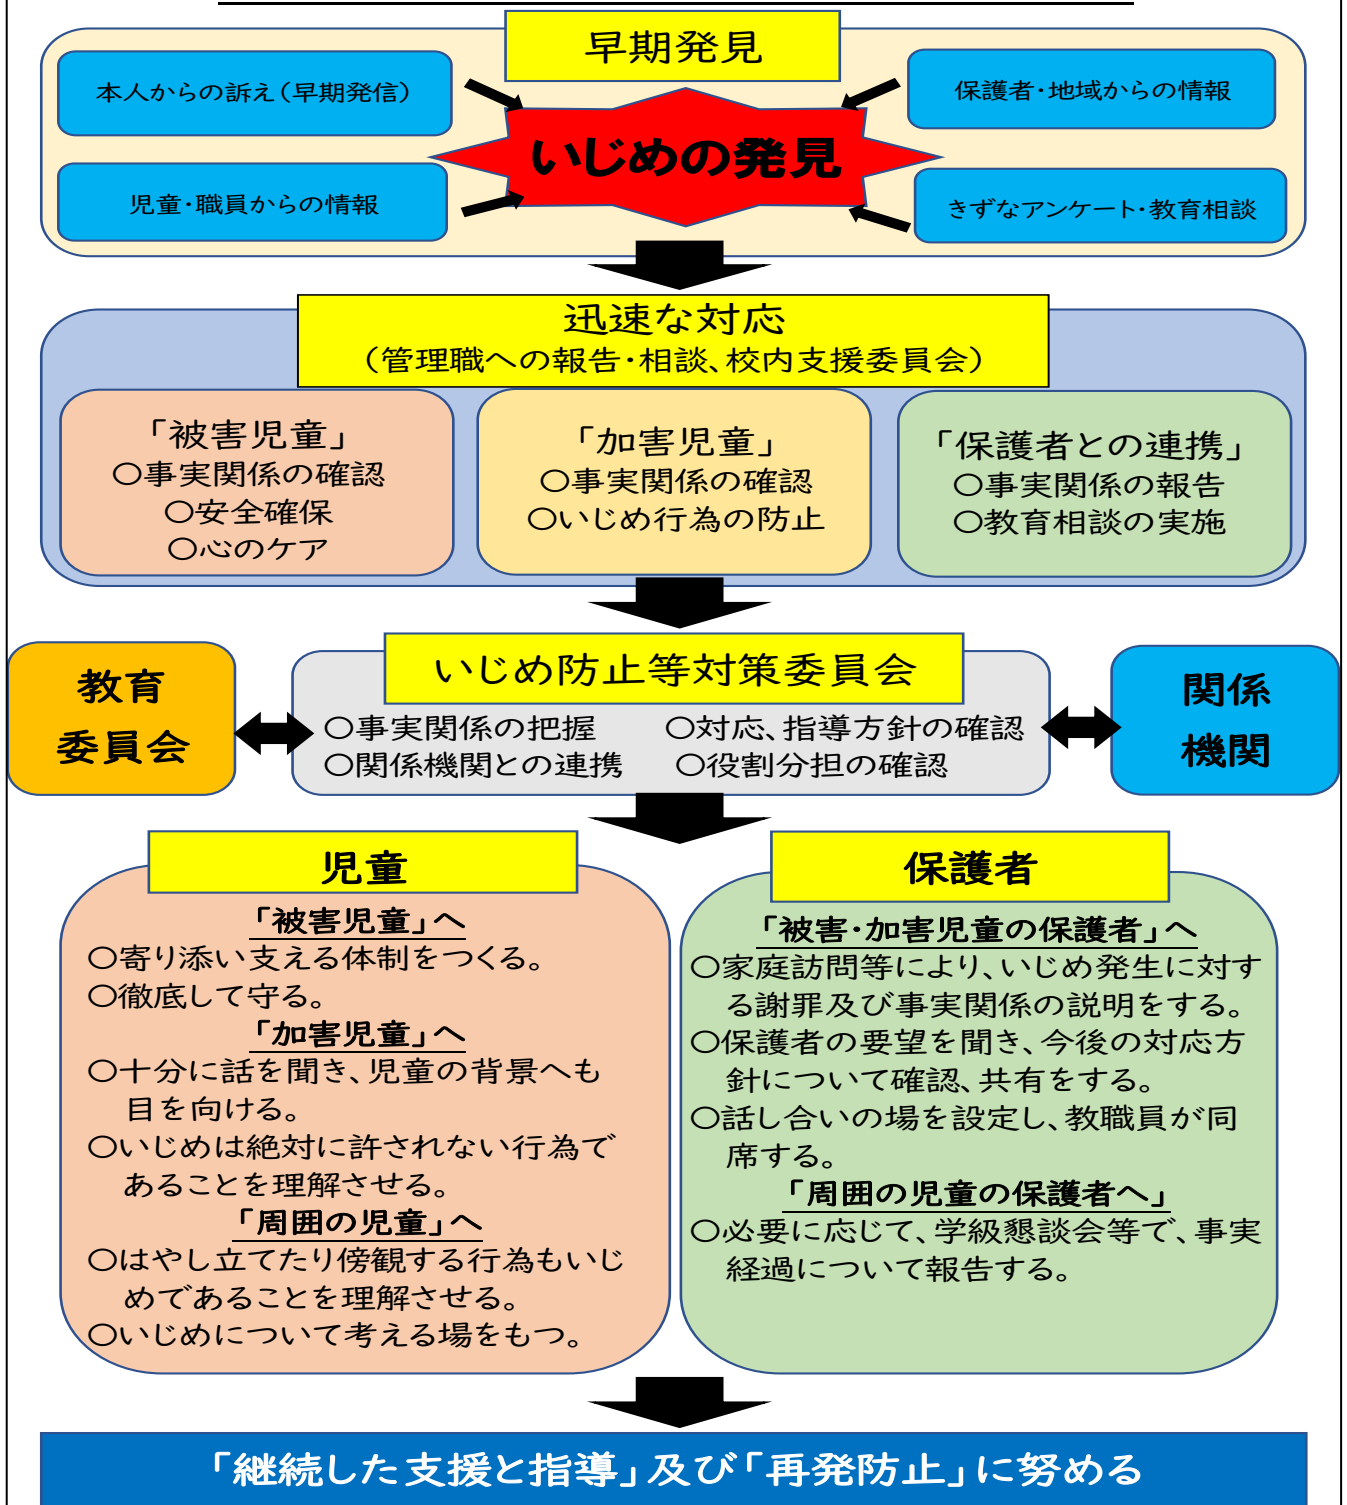 早期発見
本人からの訴え（早期発信）
保護者・地域からの情報
いじめの発見
児童・職員からの情報
きずなアンケート・教育相談
迅速な対応
（管理職への報告・相談、校内支援委員会）
「被害児童」
〇事実関係の確認
〇安全確保
〇心のケア
「加害児童」
〇事実関係の確認
〇いじめ行為の防止
「保護者との連携」
〇事実関係の報告
〇教育相談の実施
教育
委員会
いじめ防止等対策委員会
〇事実関係の把握　〇対応、指導方針の確認
〇関係機関との連携　〇役割分担の確認
関係
機関
児童
「被害児童」へ
〇寄り添い支える体制をつくる。
〇徹底して守る。
「加害児童」へ
〇十分に話を聞き、児童の背景へも
目を向ける。
〇いじめは絶対に許されない行為で
あることを理解させる。
「周囲の児童」へ
〇はやし立てたり傍観する行為もいじ
めであることを理解させる。
〇いじめについて考える場をもつ。
保護者
「被害・加害児童の保護者」へ
〇家庭訪問等により、いじめ発生に対す
る謝罪及び事実関係の説明をする。
〇保護者の要望を聞き、今後の対応方
針について確認、共有をする。
〇話し合いの場を設定し、教職員が同
席する。
「周囲の児童の保護者へ」
〇必要に応じて、学級懇談会等で、事実
経過について報告する。
「継続した支援と指導」及び「再発防止」に努める